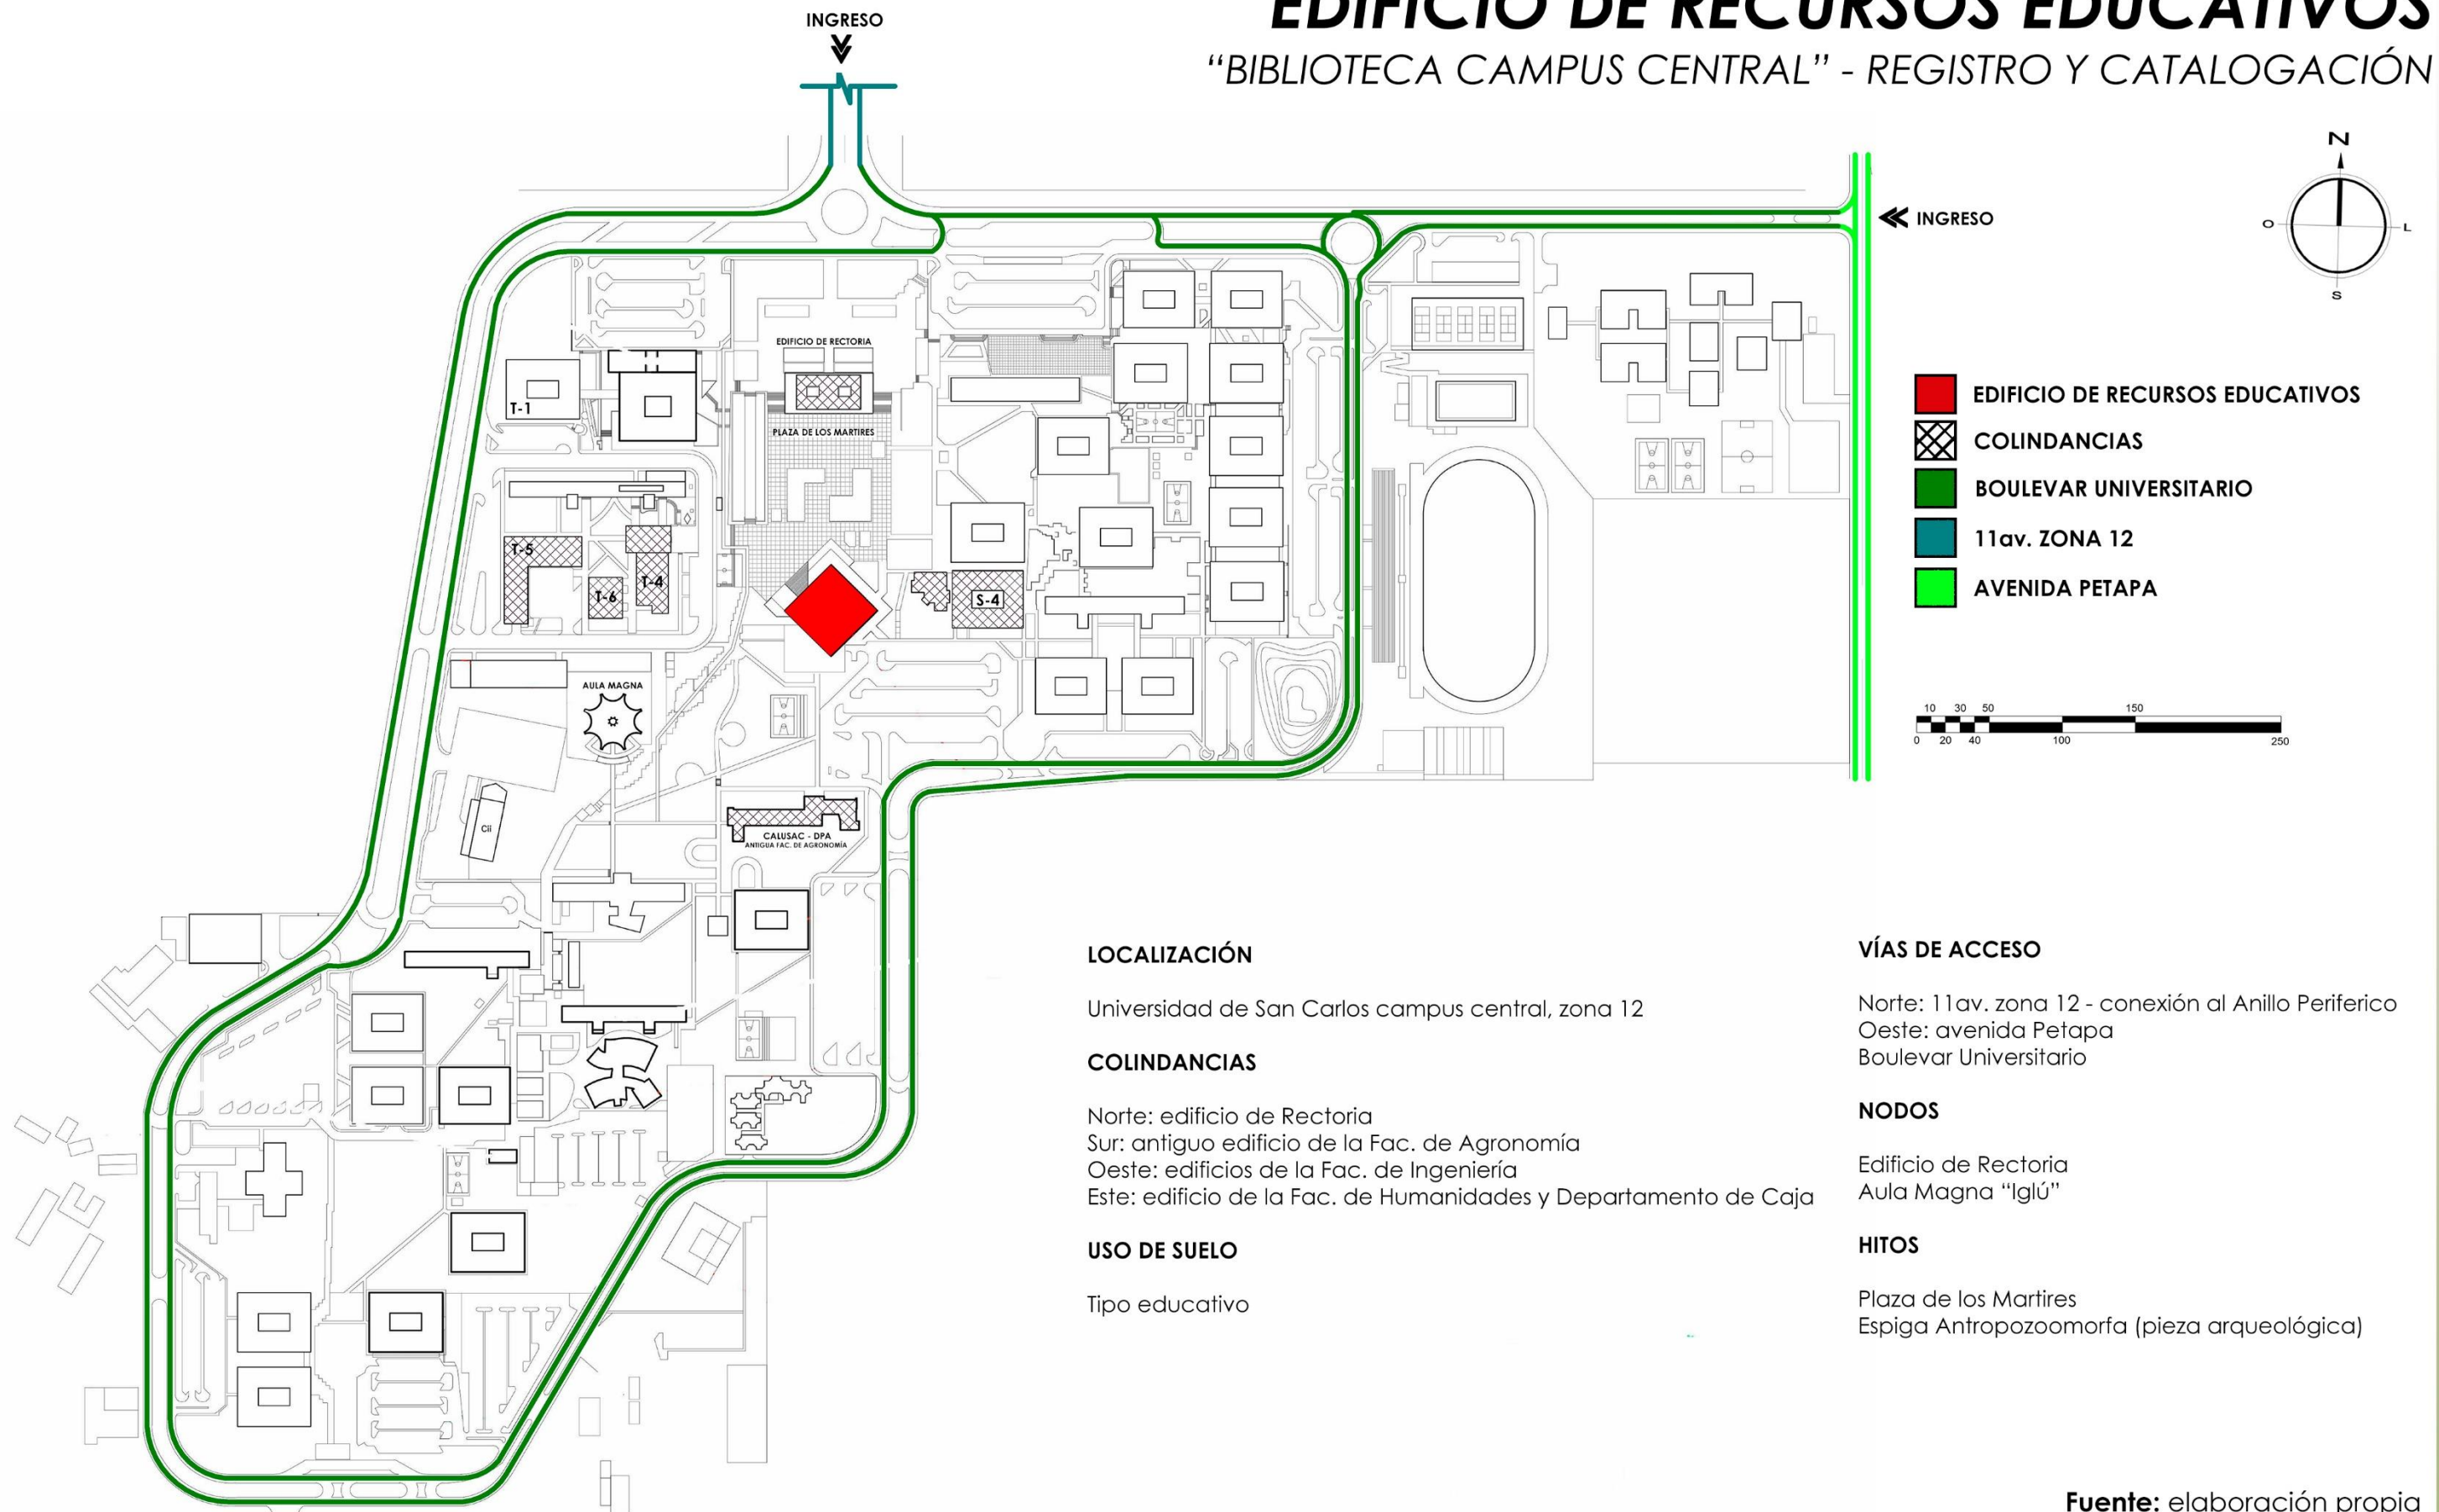 EDIFICIO DE RECURSOS EDUCATIVOS
“BIBLIOTECA CAMPUS CENTRAL” - REGISTRO Y CATALOGACIÓN
INGRESO
INGRESO
N
O
L
S
EDIFICIO DE RECTORIA
PLAZA DE LOS MARTIRES
T-1
T-5
T-4
T-6
S-4
AULA MAGNA
Cii
CALUSAC - DPA
ANTIGUA FAC. DE AGRONOMÍA
EDIFICIO DE RECURSOS EDUCATIVOS
COLINDANCIAS
BOULEVAR UNIVERSITARIO
11av. ZONA 12
AVENIDA PETAPA
10 30 50 150
0 20 40 100 250
LOCALIZACIÓN
Universidad de San Carlos campus central, zona 12
COLINDANCIAS
Norte: edificio de Rectoria
Sur: antiguo edificio de la Fac. de Agronomía
Oeste: edificios de la Fac. de Ingeniería
Este: edificio de la Fac. de Humanidades y Departamento de Caja
USO DE SUELO
Tipo educativo
VÍAS DE ACCESO
Norte: 11av. zona 12 - conexión al Anillo Periferico
Oeste: avenida Petapa
Boulevar Universitario
NODOS
Edificio de Rectoria
Aula Magna “Iglú”
HITOS
Plaza de los Martires
Espiga Antropozoomorfa (pieza arqueológica)
Fuente: elaboración propia